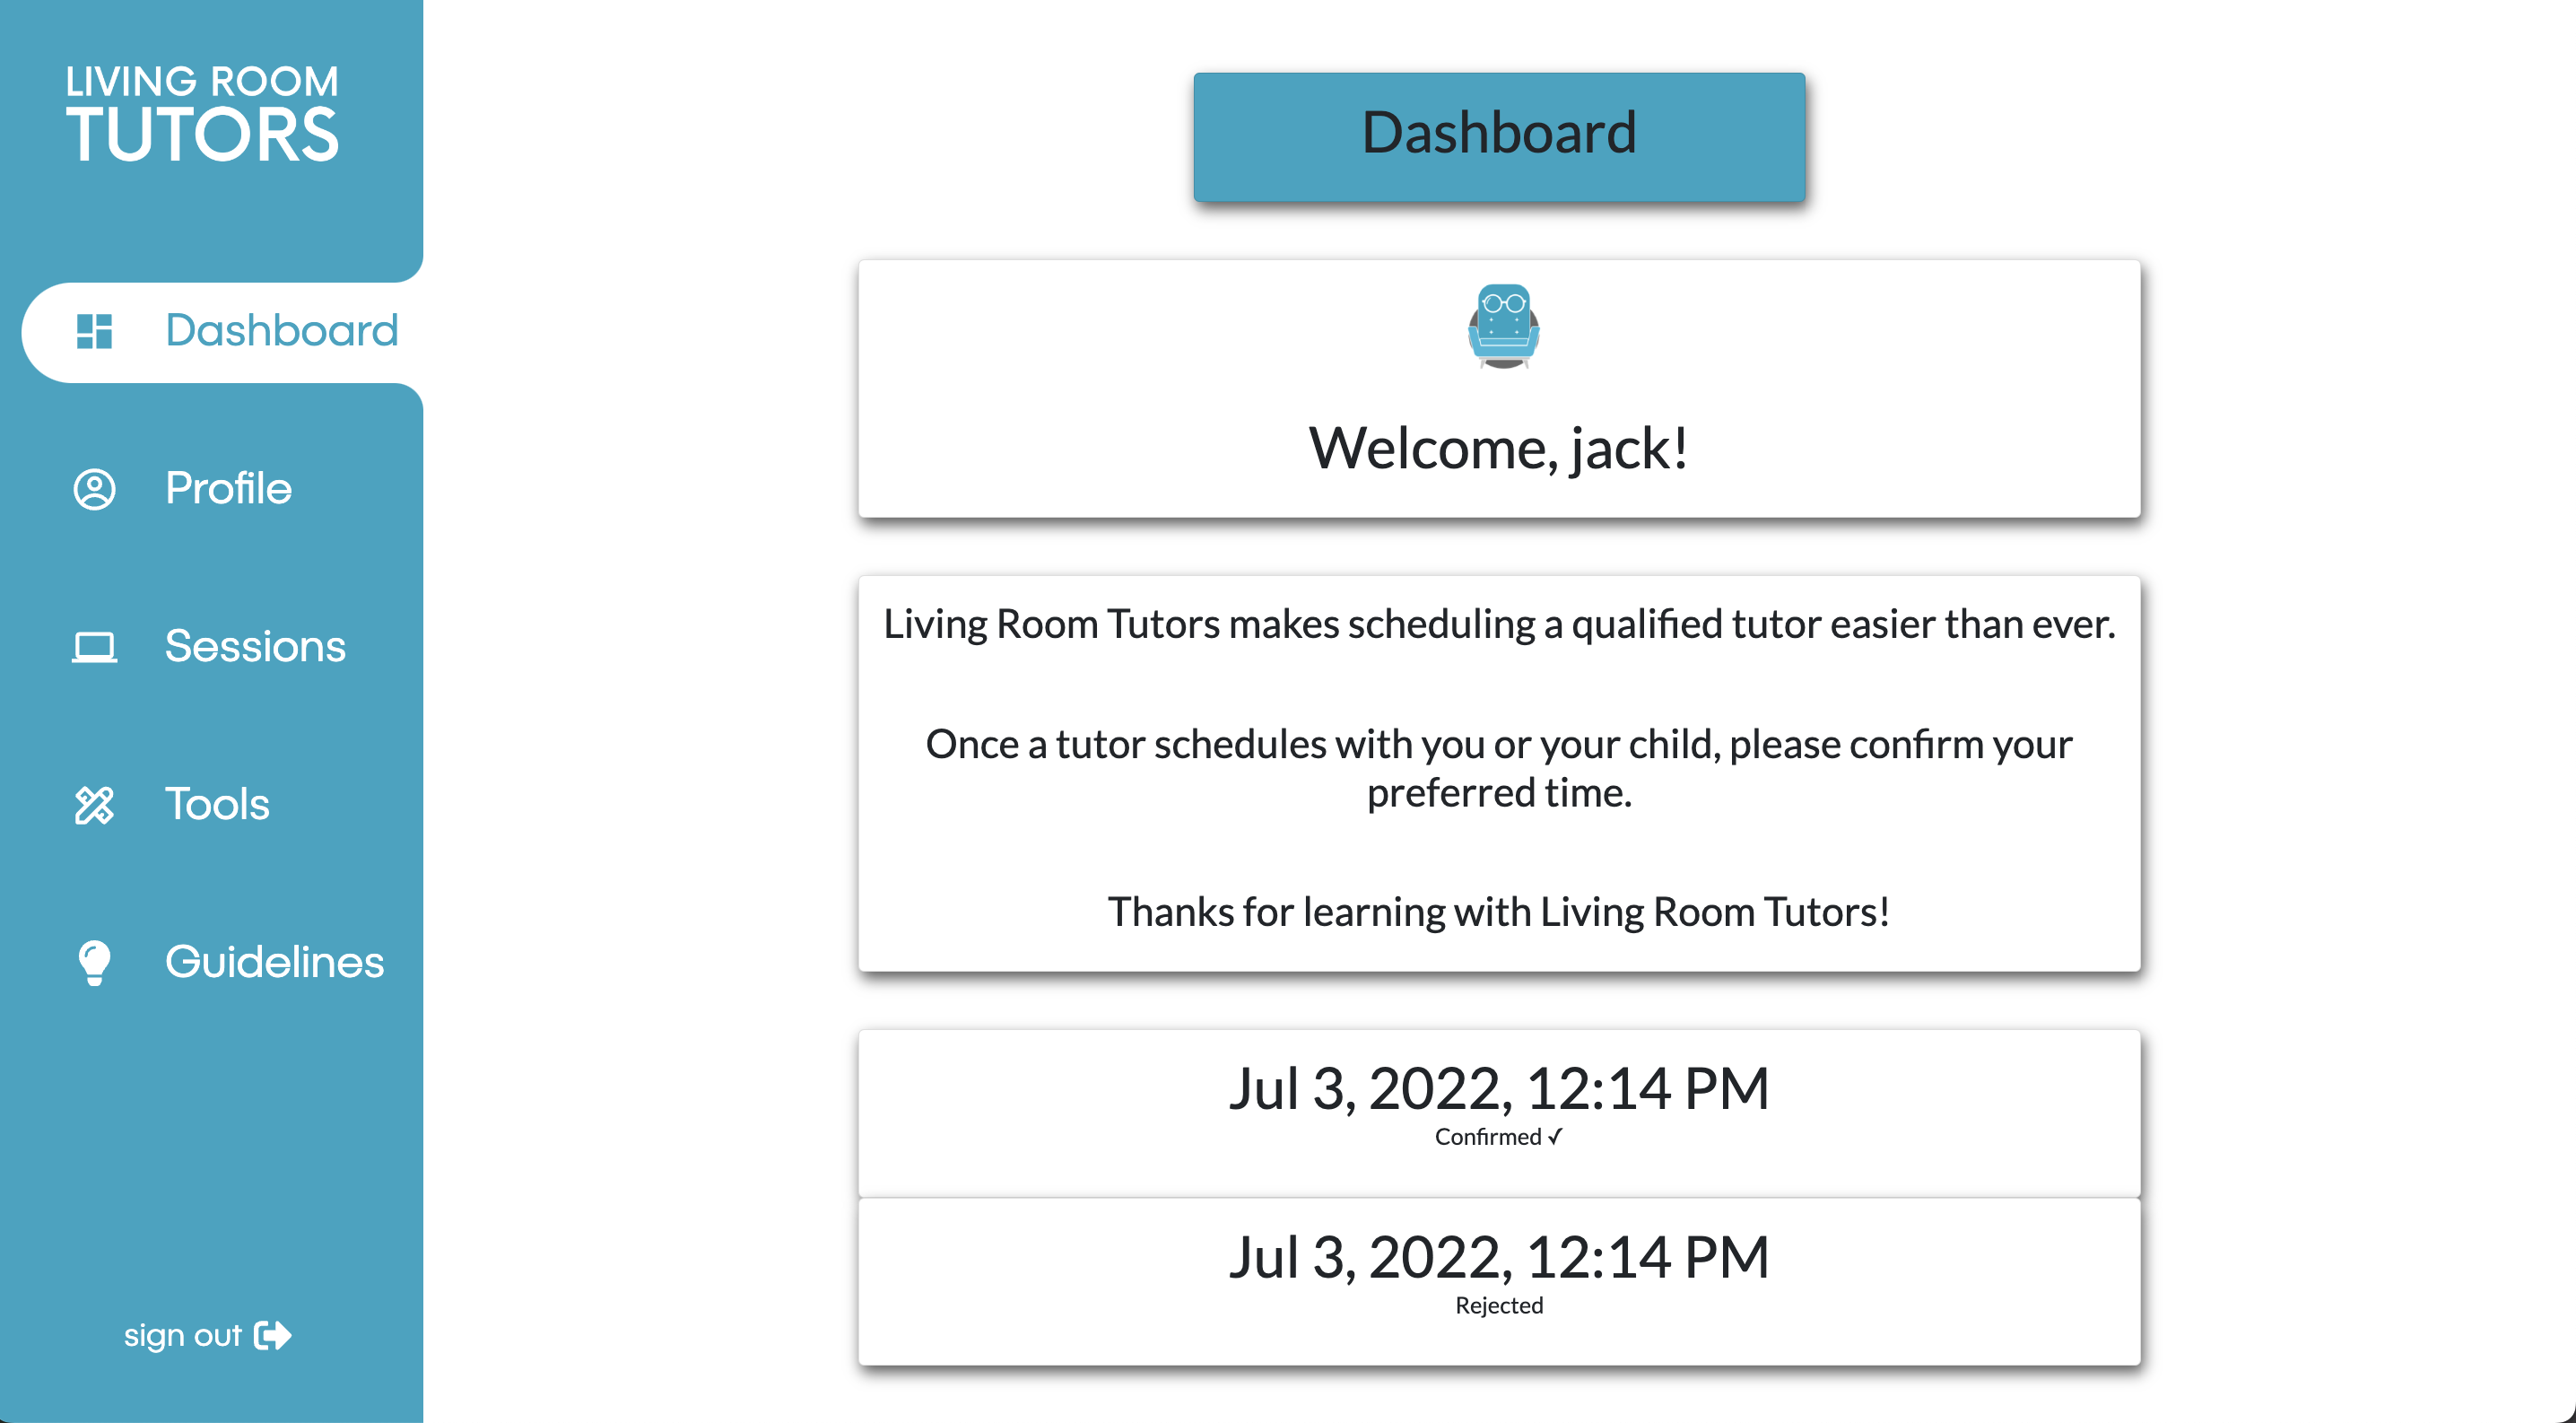 LIVING ROOM
TUTORS
Dashboard
Profile
Sessions
Tools
Guidelines
sign out
Dashboard
Welcome, jack!
Living Room Tutors makes scheduling a qualified tutor easier than ever.
Once a tutor schedules with you or your child, please confirm your
preferred time.
Thanks for learning with Living Room Tutors!
Jul 3, 2022, 12:14 PM
Confirmed ✓
Jul 3, 2022, 12:14 PM
Rejected